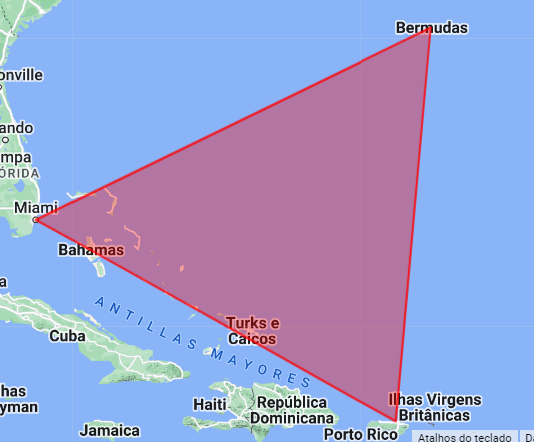 Bermudas
onville
ando
mpa
ÓRIDA
Miami
Bahamas
a
ANTILLAS MAYORES
Turks e
Caicos
Cuba
has
yman
Haiti
República
Dominicana
Ilhas Virgens
Britânicas
Jamaica
Porto Rico
Atalhos do teclado
Da